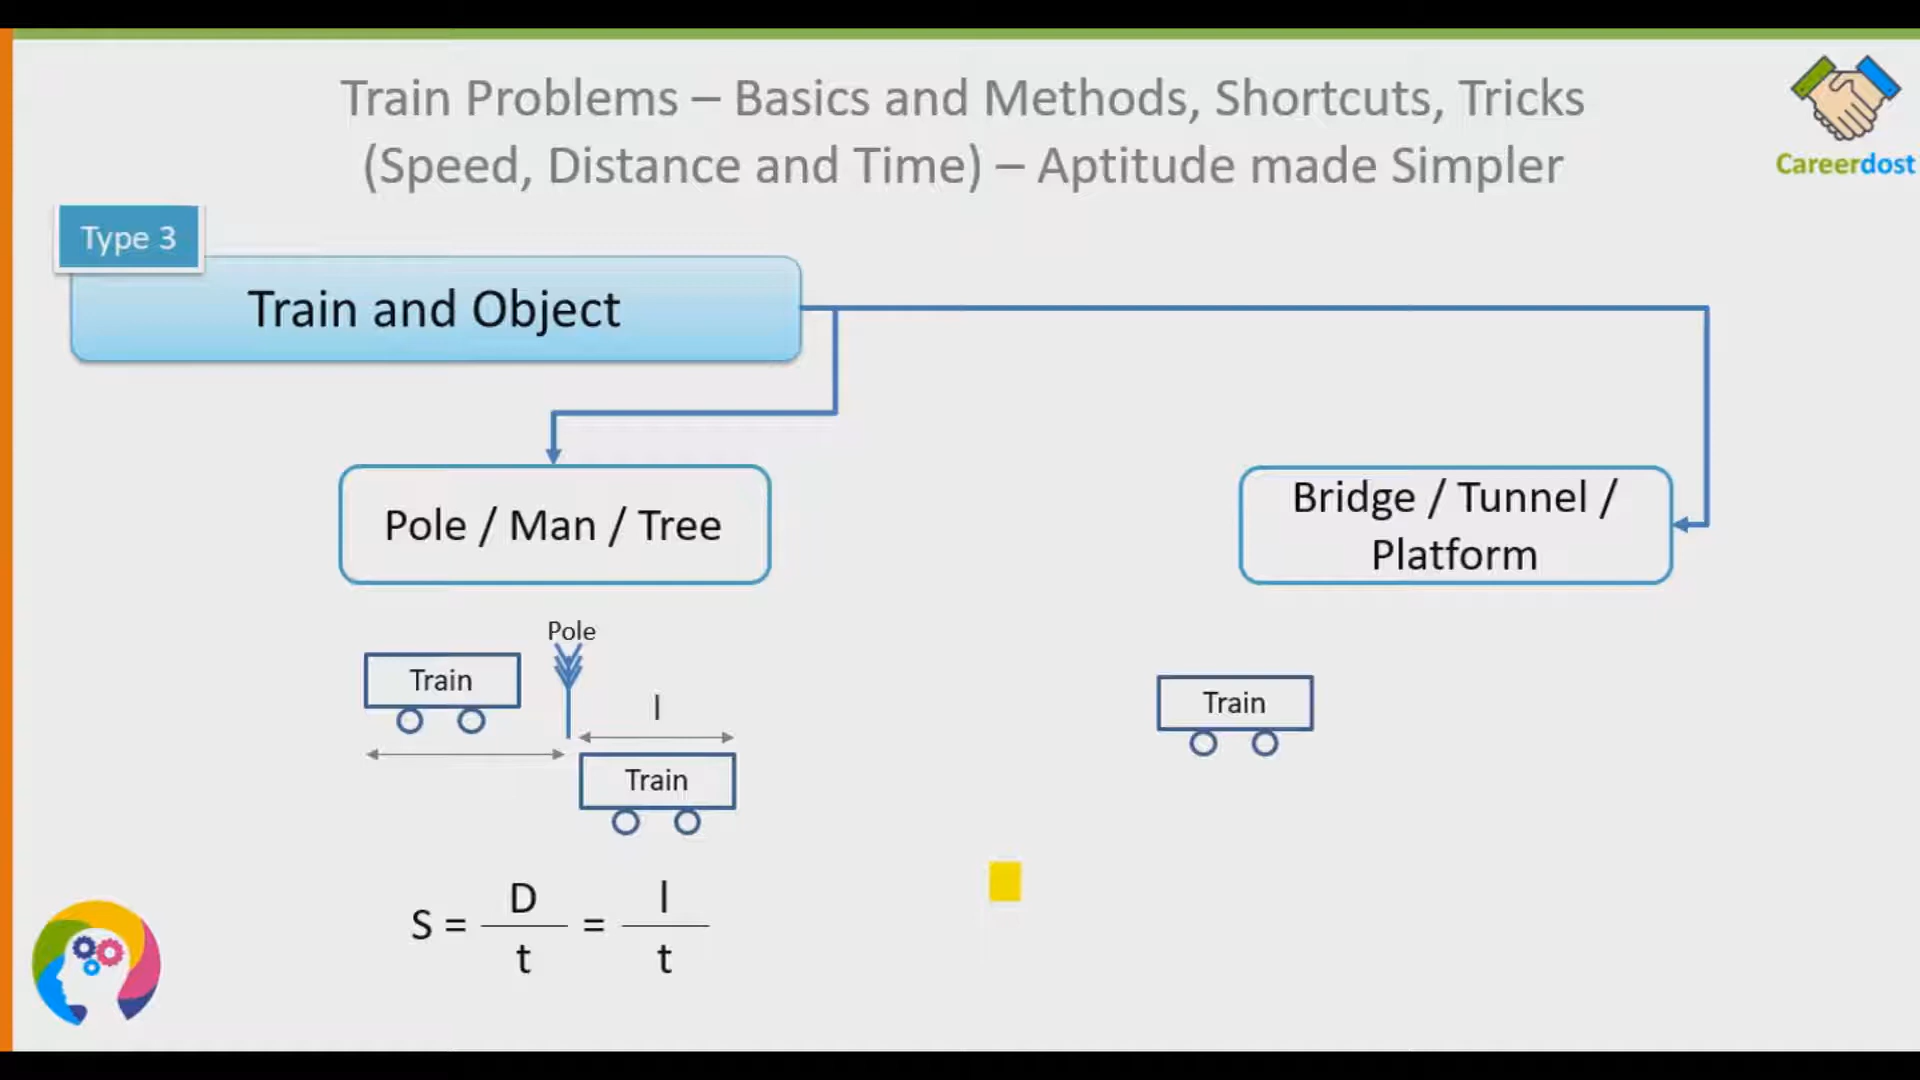 Train Problems – Basics and Methods, Shortcuts, Tricks
(Speed, Distance and Time) – Aptitude made Simpler
Careerdost
Type 3
Train and Object
Pole / Man / Tree
Bridge / Tunnel /
Platform
Pole
Train
l
Train
Train
S = D/t = l/t